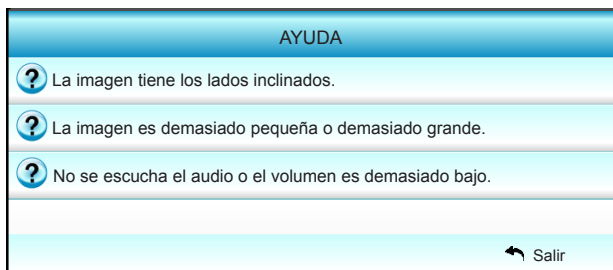 AYUDA
La imagen tiene los lados inclinados.
La imagen es demasiado pequeña o demasiado grande.
No se escucha el audio o el volumen es demasiado bajo.
Salir